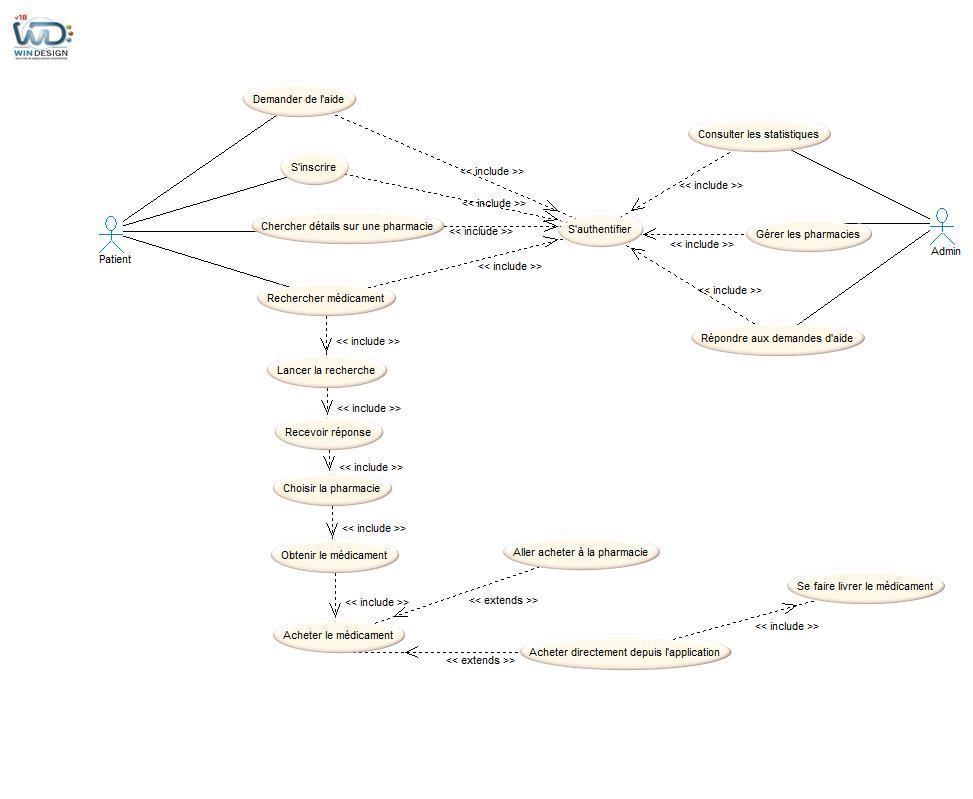 v18
WIN DESIGN
Demander de l'aide
Consulter les statistiques
<< include >>
<< include >>
S'inscrire
<< include >>
Chercher détails sur une pharmacie
<< include >>
S'authentifier
<< include >>
Gérer les pharmacies
Patient
Admin
<< include >>
<< include >>
Rechercher médicament
Répondre aux demandes d'aide
<< include >>
Lancer la recherche
<< include >>
Recevoir réponse
<< include >>
Choisir la pharmacie
<< include >>
Obtenir le médicament
Aller acheter à la pharmacie
Se faire livrer le médicament
<< include >>
<< extends >>
<< include >>
Acheter le médicament
Acheter directement depuis l'application
<< extends >>